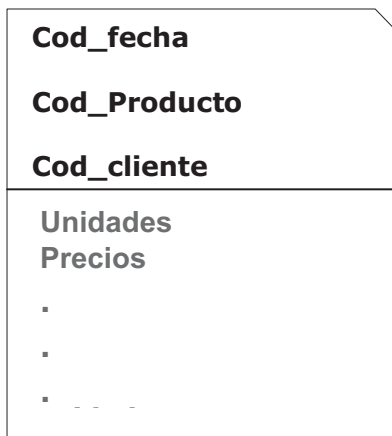 Cod_fecha
Cod_Producto
Cod_cliente
Unidades
Precios
.
.
.